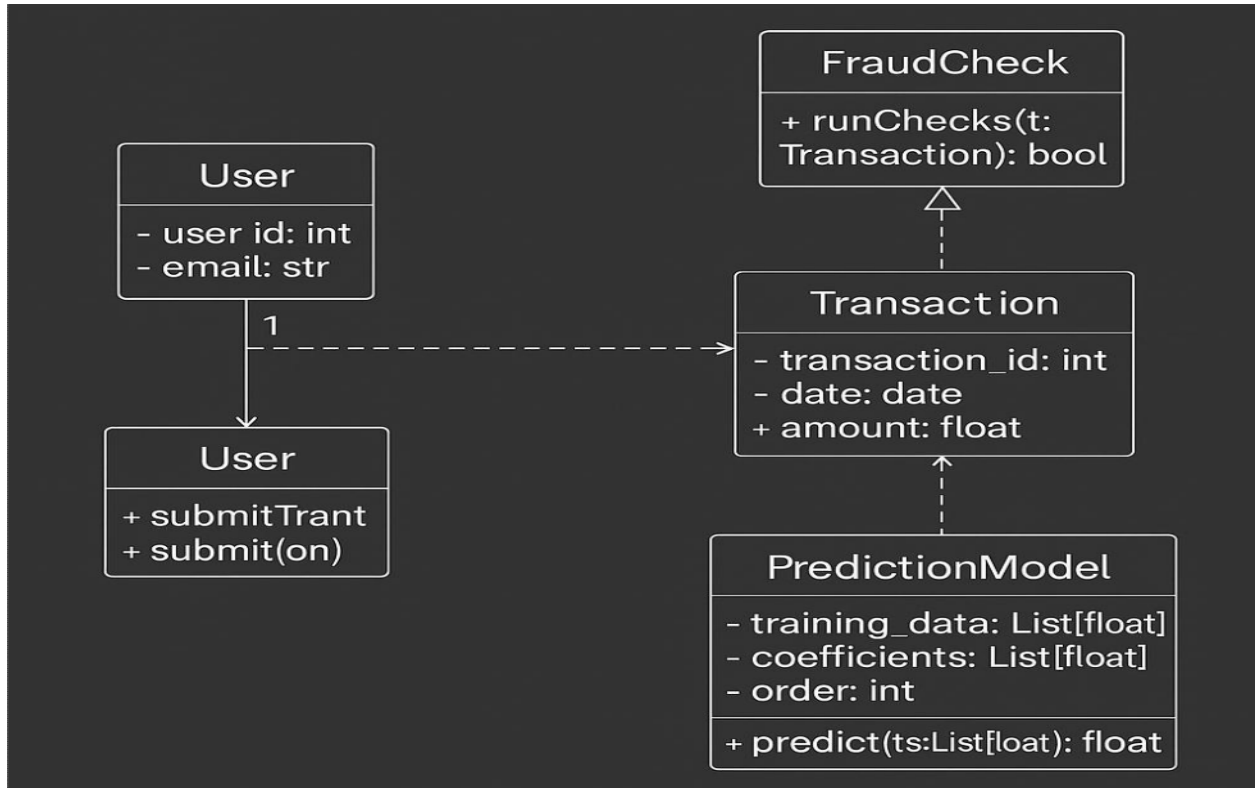 FraudCheck
+ runChecks(t:
Transaction): bool
User
- user id: int
- email: str
1
Transaction
- transaction_id: int
- date: date
+ amount: float
User
+ submitTrant
+ submit(on)
PredictionModel
- training_data: List[float]
- coefficients: List[float]
- order: int
+ predict(ts:List[loat): float